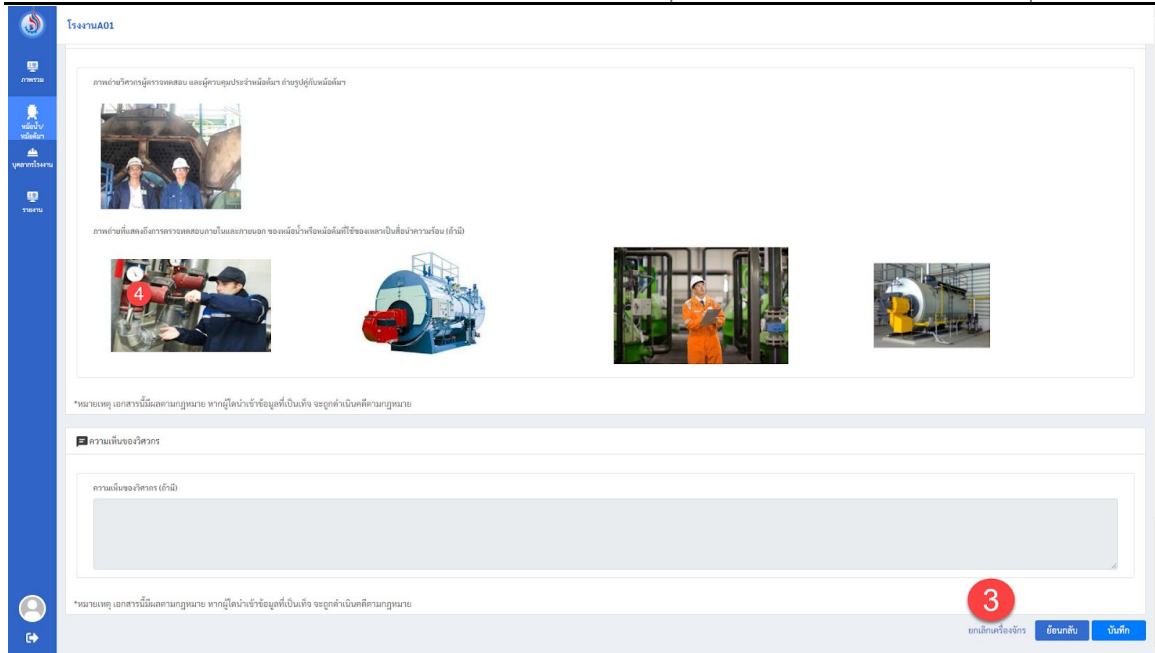 โรงงานA01
ภาพรวม
หม้อน้ำ/
หม้อต้มฯ
บุคลากรโรงงาน
รายงาน
ภาพถ่ายวิศวกรผู้ตรวจทดสอบ และผู้ควบคุมประจำหม้อต้มฯ ถ่ายรูปคู่กับหม้อต้มฯ
ภาพถ่ายที่แสดงถึงการตรวจทดสอบภายในและภายนอก ของหม้อน้ำหรือหม้อต้มที่ใช้ของเหลวเป็นสื่อนำความร้อน (ถ้ามี)
4
*หมายเหตุ เอกสารนี้มีผลตามกฎหมาย หากผู้ใดนำเข้าข้อมูลที่เป็นเท็จ จะถูกดำเนินคดีตามกฎหมาย
ความเห็นของวิศวกร
ความเห็นของวิศวกร (ถ้ามี)
*หมายเหตุ เอกสารนี้มีผลตามกฎหมาย หากผู้ใดนำเข้าข้อมูลที่เป็นเท็จ จะถูกดำเนินคดีตามกฎหมาย
3
ยกเลิกเครื่องจักร ย้อนกลับ บันทึก